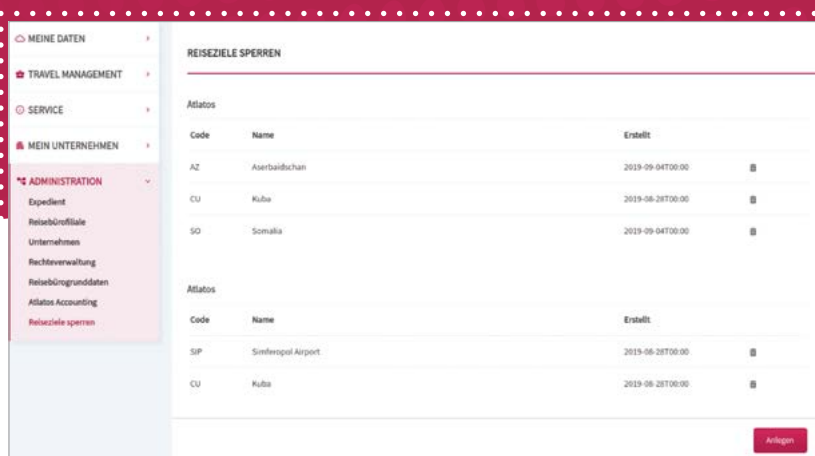 MEINE DATEN
TRAVEL MANAGEMENT
SERVICE
MEIN UNTERNEHMEN
ADMINISTRATION
Expedient
Reisebürofiliale
Unternehmen
Rechteverwaltung
Reisebürogrunddaten
Atlatos Accounting
Reiseziele sperren
REISEZIELE SPERREN
Atlatos
Code Name Erstellt
AZ Aserbaidschan 2019-09-04T00:00
CU Kuba 2019-08-28T00:00
SO Somalia 2019-09-04T00:00
Atlatos
Code Name Erstellt
SIP Simferopol Airport 2019-08-28T00:00
CU Kuba 2019-08-28T00:00
Anlegen